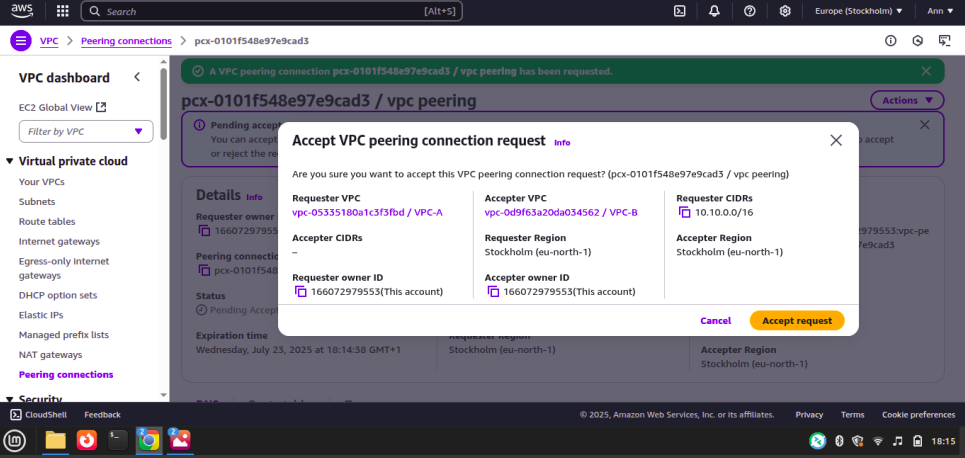 aws
Search
[Alt+S]
Europe (Stockholm)
Ann
VPC > Peering connections > pcx-0101f548e97e9cad3
VPC dashboard
EC2 Global View
Filter by VPC
Virtual private cloud
Your VPCs
Subnets
Route tables
Internet gateways
Egress-only internet
gateways
DHCP option sets
Elastic IPs
Managed prefix lists
NAT gateways
Peering connections
Security
A VPC peering connection pcx-0101f548e97e9cad3 / vpc peering has been requested.
pcx-0101f548e97e9cad3 / vpc peering
Actions
Pending accept
You can accept
to accept
or reject the re
Details Info
Requester owner
166072979553
979553:vpc-pe
Peering connection
pcx-0101f548
Status
Pending Accept
Expiration time
Wednesday, July 23, 2025 at 18:14:38 GMT+1
Requester Region
Stockholm (eu-north-1)
Accepter Region
Stockholm (eu-north-1)
Accept VPC peering connection request Info
Are you sure you want to accept this VPC peering connection request? (pcx-0101f548e97e9cad3 / vpc peering)
Requester VPC
vpc-05335180a1c3f3fbd / VPC-A
Accepter VPC
vpc-0d9f63a20da034562 / VPC-B
Requester CIDRs
10.10.0.0/16
Accepter CIDRs
–
Requester Region
Stockholm (eu-north-1)
Accepter Region
Stockholm (eu-north-1)
Requester owner ID
166072979553(This account)
Accepter owner ID
166072979553(This account)
Cancel
Accept request
CloudShell
Feedback
© 2025, Amazon Web Services, Inc. or its affiliates.
Privacy
Terms
Cookie preferences
2
2
18:15